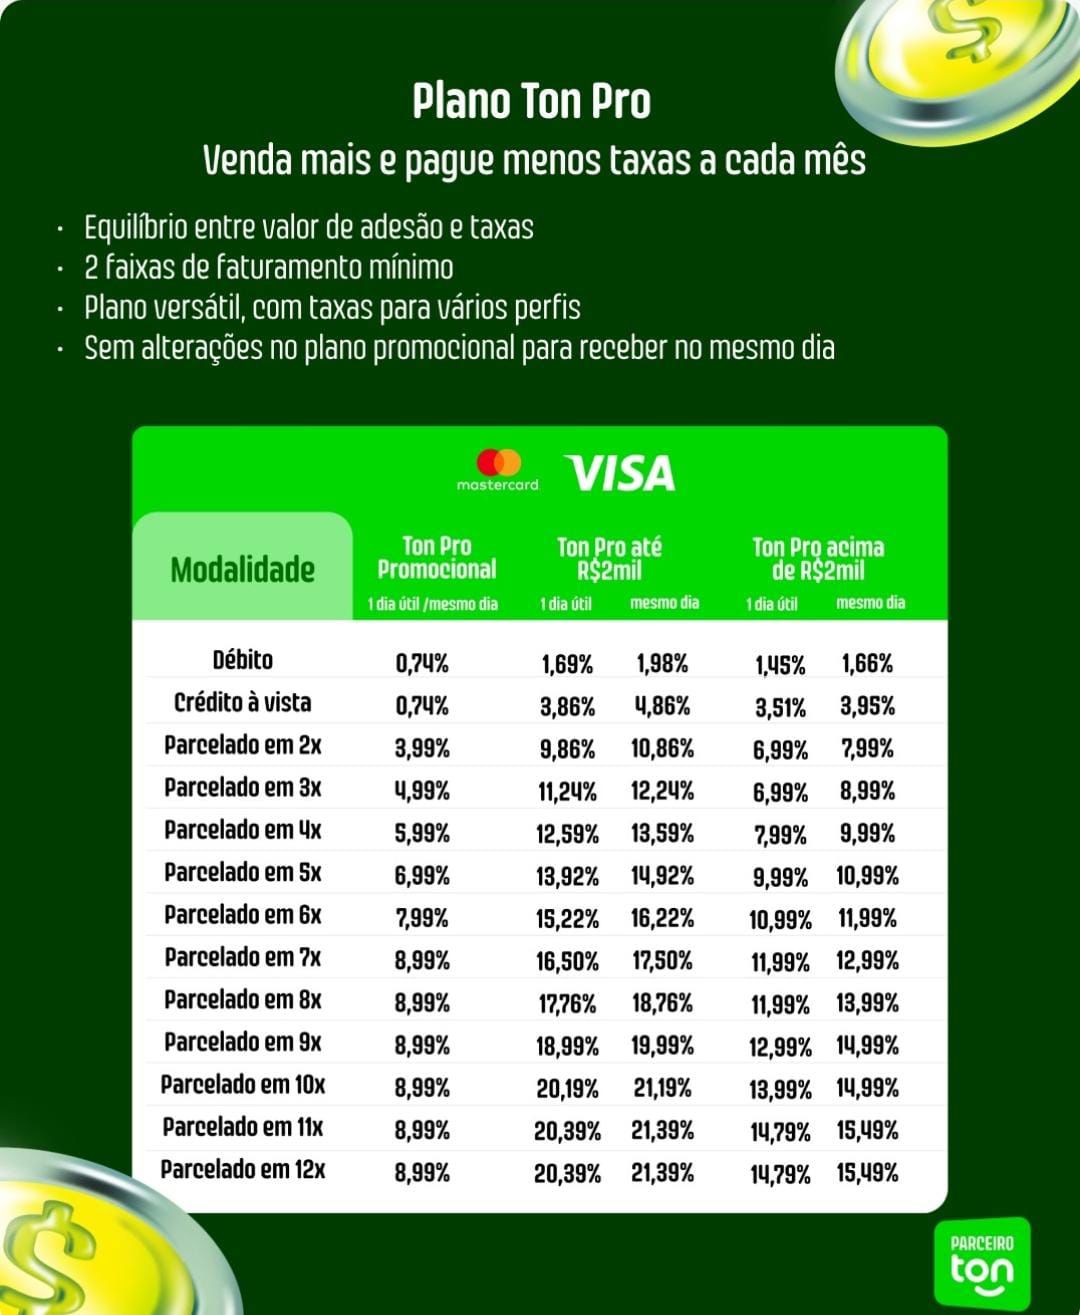 Plano Ton Pro
Venda mais e pague menos taxas a cada mês
· Equilíbrio entre valor de adesão e taxas
· 2 faixas de faturamento mínimo
· Plano versátil, com taxas para vários perfis
· Sem alterações no plano promocional para receber no mesmo dia
mastercard VISA
Modalidade
Ton Pro Promocional
1 dia útil /mesmo dia
Ton Pro até R$2mil
1 dia útil mesmo dia
Ton Pro acima de R$2mil
1 dia útil mesmo dia
Débito 0,74% 1,69% 1,98% 1,45% 1,66%
Crédito à vista 0,74% 3,86% 4,86% 3,51% 3,95%
Parcelado em 2x 3,99% 9,86% 10,86% 6,99% 7,99%
Parcelado em 3x 4,99% 11,24% 12,24% 6,99% 8,99%
Parcelado em 4x 5,99% 12,59% 13,59% 7,99% 9,99%
Parcelado em 5x 6,99% 13,92% 14,92% 9,99% 10,99%
Parcelado em 6x 7,99% 15,22% 16,22% 10,99% 11,99%
Parcelado em 7x 8,99% 16,50% 17,50% 11,99% 12,99%
Parcelado em 8x 8,99% 17,76% 18,76% 11,99% 13,99%
Parcelado em 9x 8,99% 18,99% 19,99% 12,99% 14,99%
Parcelado em 10x 8,99% 20,19% 21,19% 13,99% 14,99%
Parcelado em 11x 8,99% 20,39% 21,39% 14,79% 15,49%
Parcelado em 12x 8,99% 20,39% 21,39% 14,79% 15,49%
PARCEIRO
ton